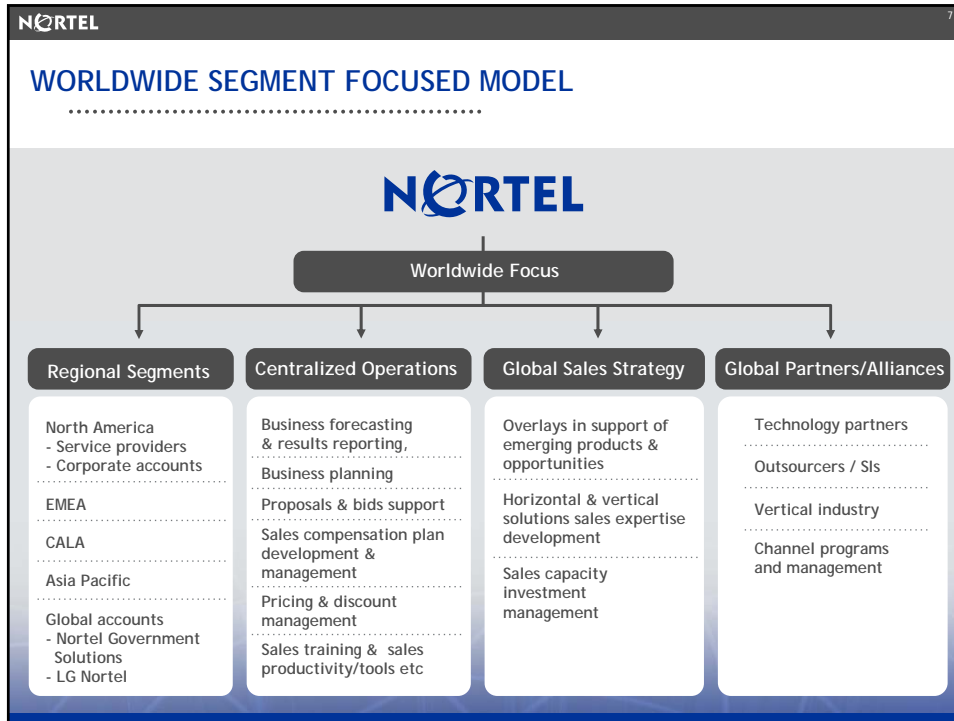 NORTEL
7
WORLDWIDE SEGMENT FOCUSED MODEL
NORTEL
Worldwide Focus
Regional Segments
North America
- Service providers
- Corporate accounts
EMEA
CALA
Asia Pacific
Global accounts
- Nortel Government
Solutions
- LG Nortel
Centralized Operations
Business forecasting
& results reporting,
Business planning
Proposals & bids support
Sales compensation plan
development &
management
Pricing & discount
management
Sales training & sales
productivity/tools etc
Global Sales Strategy
Overlays in support of
emerging products &
opportunities
Horizontal & vertical
solutions sales expertise
development
Sales capacity
investment
management
Global Partners/Alliances
Technology partners
Outsourcers / SIs
Vertical industry
Channel programs
and management